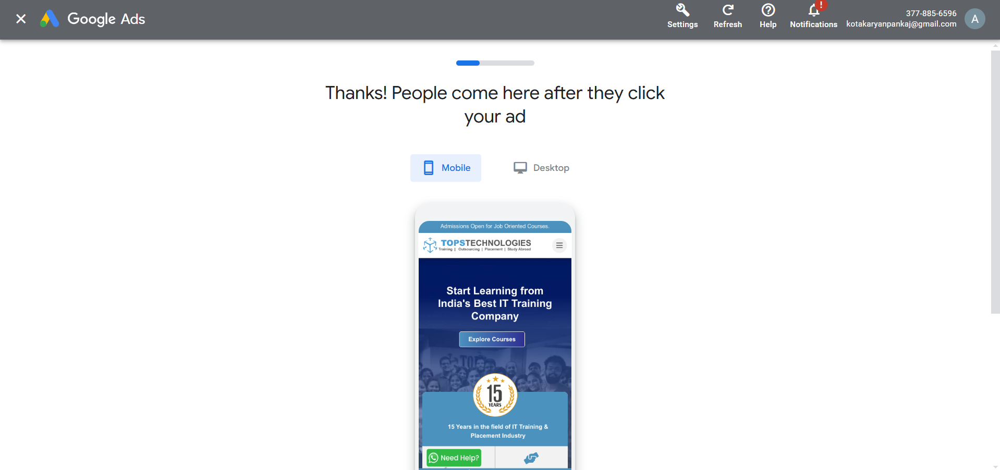 Google Ads
Settings
Refresh
Help
!
Notifications
377-885-6596
kotakaryanpankaj@gmail.com
A
Thanks! People come here after they click
your ad
Mobile
Desktop
Admissions Open for Job Oriented Courses.
TOPSTECHNOLOGIES
Training | Outsourcing | Placement | Study Abroad
Start Learning from
India's Best IT Training
Company
Explore Courses
15
YEARS
15 Years in the field of IT Training &
Placement Industry
Need Help?